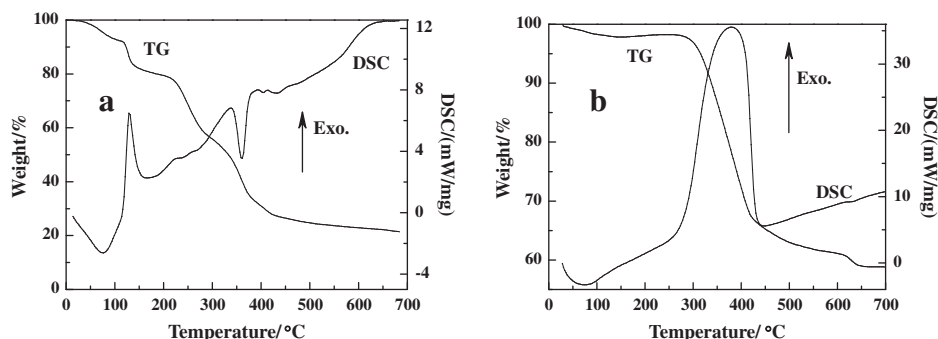 100
80
60
40
20
0
Weight/%
TG
a
DSC
Exo.
12
8
4
0
-4
DSC/(mW/mg)
0 100 200 300 400 500 600 700
Temperature/ °C
100
90
80
70
60
Weight/%
TG
b
Exo.
DSC
30
20
10
0
DSC/(mW/mg)
0 100 200 300 400 500 600 700
Temperature/ °C